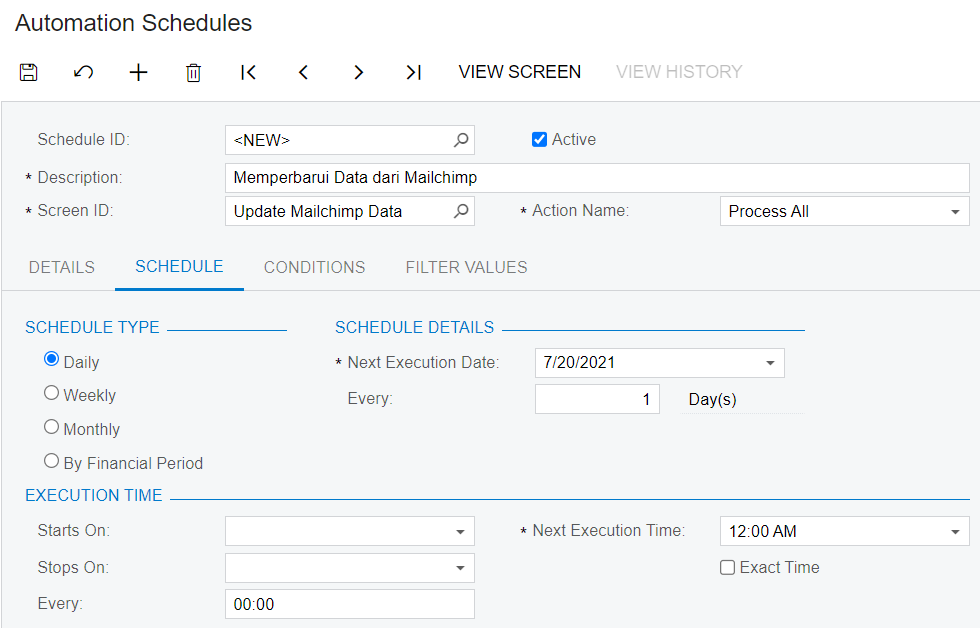 Automation Schedules
VIEW SCREEN VIEW HISTORY
Schedule ID: <NEW> Active
* Description: Memperbarui Data dari Mailchimp
* Screen ID: Update Mailchimp Data * Action Name: Process All
DETAILS SCHEDULE CONDITIONS FILTER VALUES
SCHEDULE TYPE SCHEDULE DETAILS
Daily * Next Execution Date: 7/20/2021
Weekly Every: 1 Day(s)
Monthly
By Financial Period
EXECUTION TIME
Starts On: * Next Execution Time: 12:00 AM
Stops On: Exact Time
Every: 00:00